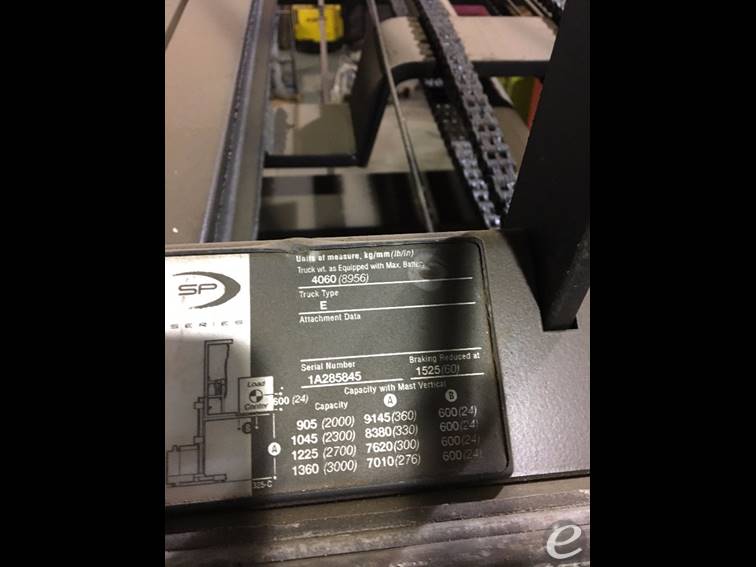 Units of measure, kg/mm (lb/in)
Truck wt. as Equipped with Max. Battery
4060 (8956)
Truck Type
E
Attachment Data
SP
SERIES
Serial Number Braking Reduced at
1A285845 1525 (60)
Capacity with Mast Vertical
Load
Center
600 (24)
Capacity A B
905 (2000) 9145 (360) 600 (24)
1045 (2300) 8380 (330) 600 (24)
1225 (2700) 7620 (300) 600 (24)
1360 (3000) 7010 (276) 600 (24)
A
325-C
e